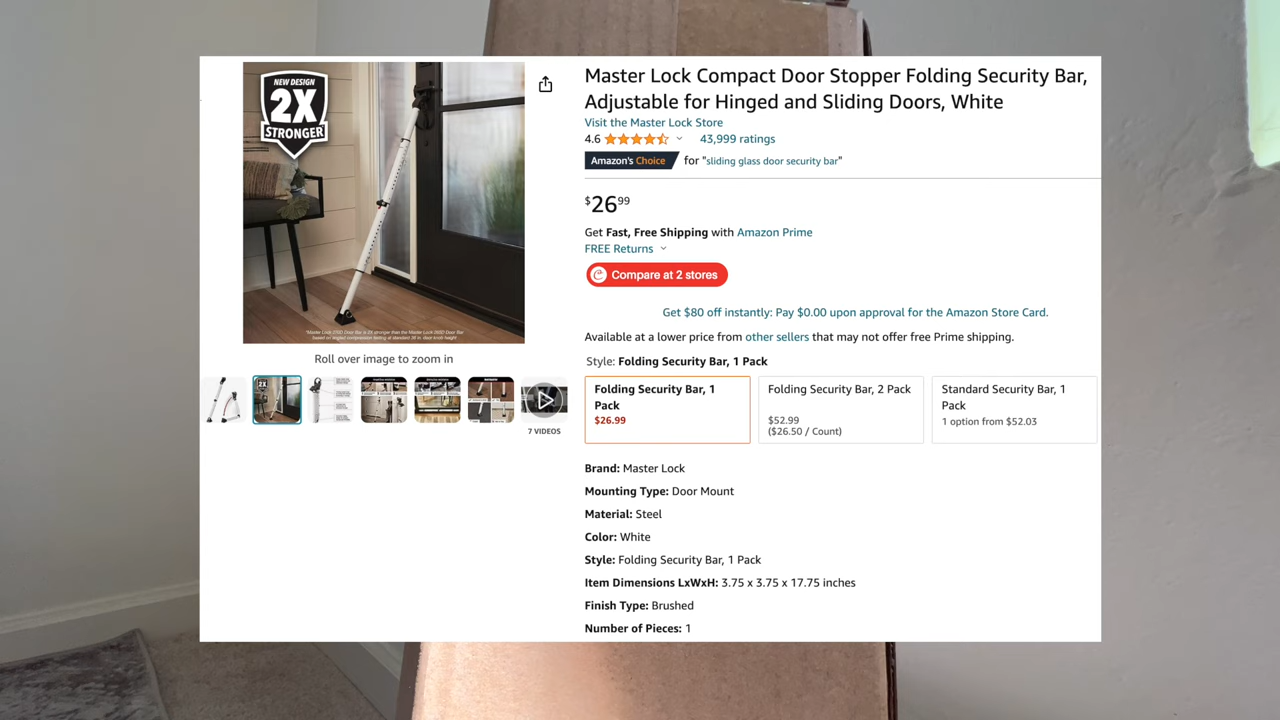 NEW DESIGN
2X
STRONGER
Roll over image to zoom in
7 VIDEOS
Master Lock Compact Door Stopper Folding Security Bar,
Adjustable for Hinged and Sliding Doors, White
Visit the Master Lock Store
4.6
43,999 ratings
Amazon's Choice for "sliding glass door security bar"
$26.99
Get Fast, Free Shipping with Amazon Prime
FREE Returns
Compare at 2 stores
Get $80 off instantly: Pay $0.00 upon approval for the Amazon Store Card.
Available at a lower price from other sellers that may not offer free Prime shipping.
Style: Folding Security Bar, 1 Pack
Folding Security Bar, 1
Pack
$26.99
Folding Security Bar, 2 Pack
$52.99
($26.50 / Count)
Standard Security Bar, 1
Pack
1 option from $52.03
Brand: Master Lock
Mounting Type: Door Mount
Material: Steel
Color: White
Style: Folding Security Bar, 1 Pack
Item Dimensions LxWxH: 3.75 x 3.75 x 17.75 inches
Finish Type: Brushed
Number of Pieces: 1